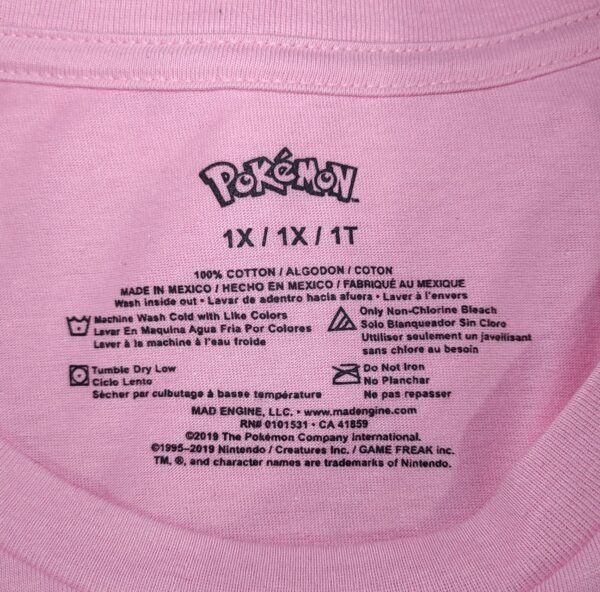 POKéMON™
1X / 1X / 1T
100% COTTON / ALGODON / COTON
MADE IN MEXICO / HECHO EN MEXICO / FABRIQUÉ AU MEXIQUE
Wash inside out • Lavar de adentro hacia afuera • Laver à l'envers
Machine Wash Cold with Like Colors
Lavar En Maquina Agua Fria Por Colores
Laver à la machine à l'eau froide
Only Non-Chlorine Bleach
Solo Blanqueador Sin Cloro
Utiliser seulement un javellisant
sans chlore au besoin
Tumble Dry Low
Ciclo Lento
Sécher par culbutage à basse température
Do Not Iron
No Planchar
Ne pas repasser
MAD ENGINE, LLC. • www.madengine.com
RN# 0101531 • CA 41859
©2019 The Pokémon Company International.
©1995–2019 Nintendo / Creatures Inc. / GAME FREAK inc.
TM, ®, and character names are trademarks of Nintendo.